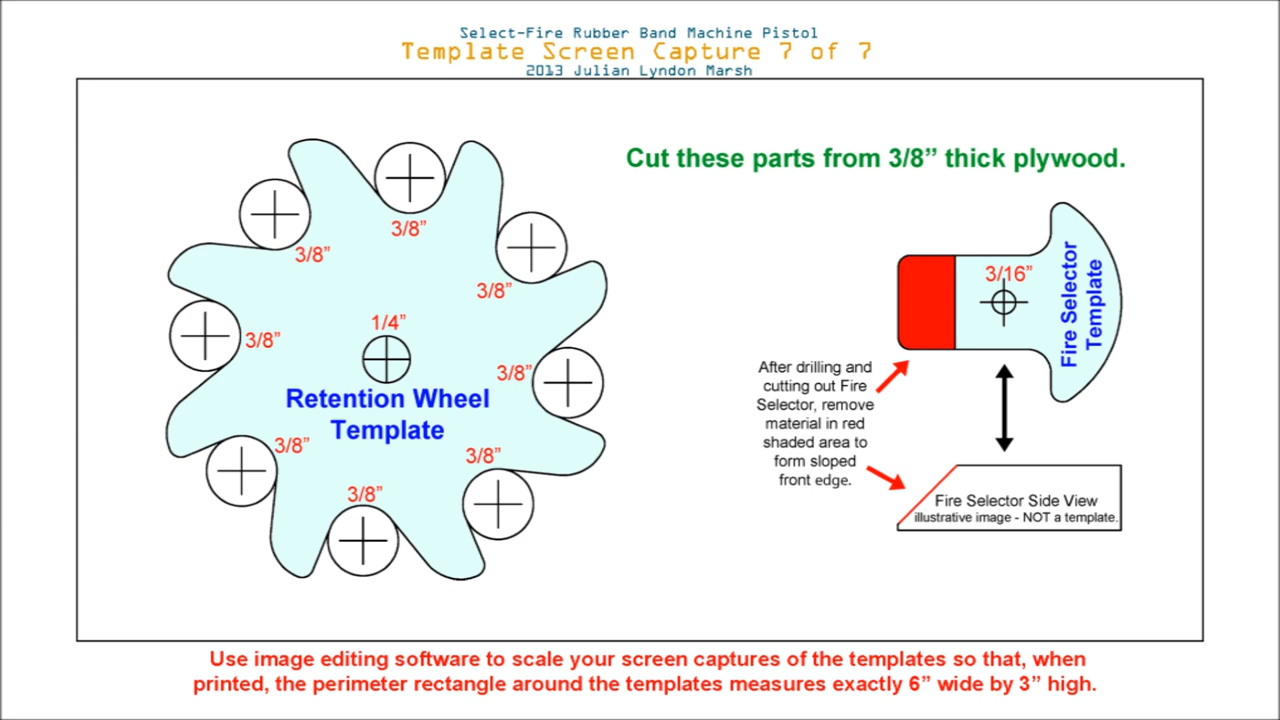 Select-Fire Rubber Band Machine Pistol
Template Screen Capture 7 of 7
2013 Julian Lyndon Marsh
Cut these parts from 3/8” thick plywood.
3/8”
3/8”
3/8”
3/8”
3/8”
3/8”
3/8”
3/8”
1/4”
Retention Wheel
Template
3/16”
Fire Selector
Template
After drilling and
cutting out Fire
Selector, remove
material in red
shaded area to
form sloped
front edge.
Fire Selector Side View
illustrative image - NOT a template.
Use image editing software to scale your screen captures of the templates so that, when
printed, the perimeter rectangle around the templates measures exactly 6” wide by 3” high.